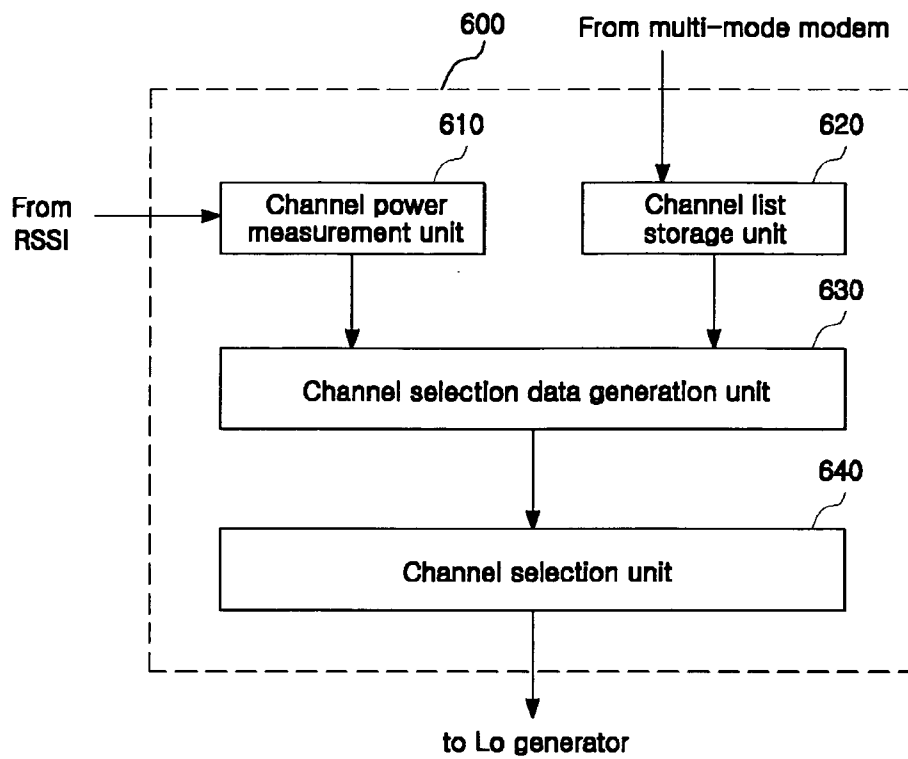 600
From multi-mode modem
610
620
From
RSSI
Channel power
measurement unit
Channel list
storage unit
630
Channel selection data generation unit
640
Channel selection unit
to Lo generator